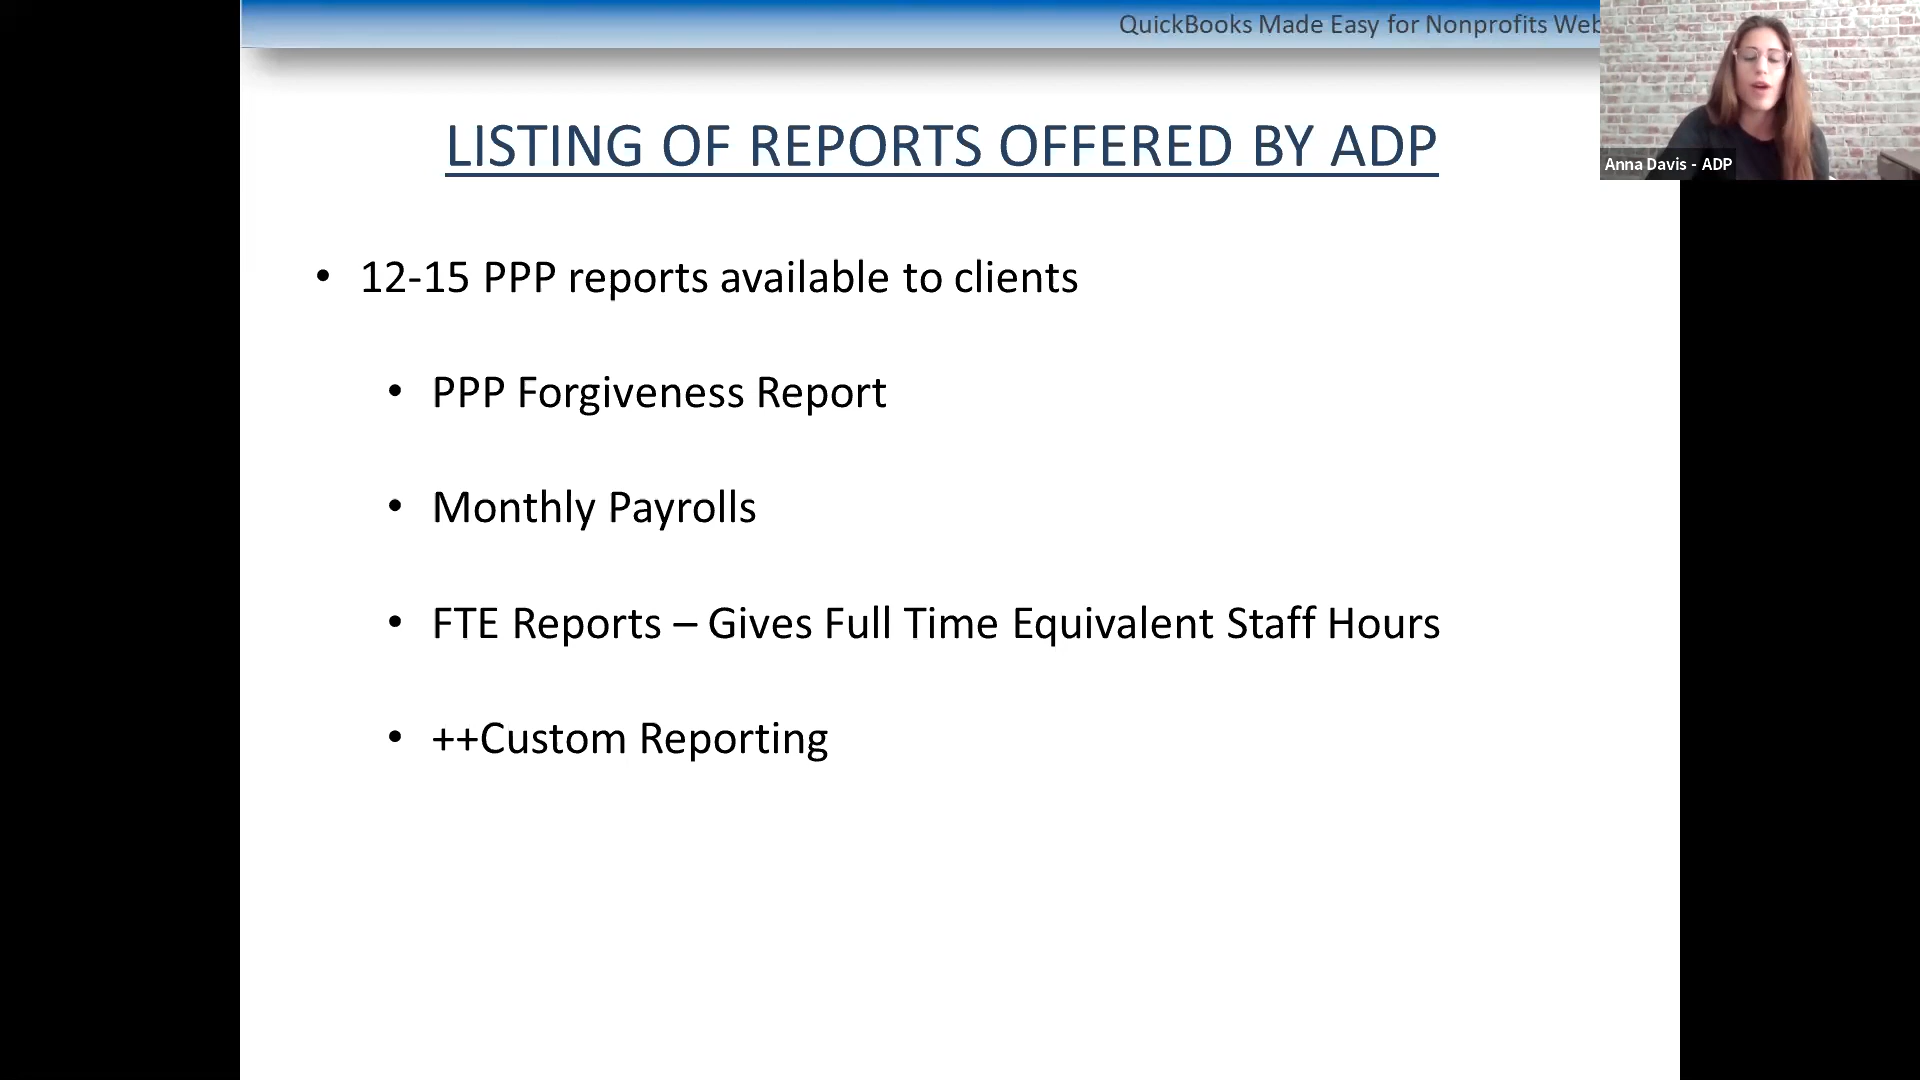 QuickBooks Made Easy for Nonprofits Web
Anna Davis - ADP
LISTING OF REPORTS OFFERED BY ADP
• 12-15 PPP reports available to clients
• PPP Forgiveness Report
• Monthly Payrolls
• FTE Reports – Gives Full Time Equivalent Staff Hours
• ++Custom Reporting